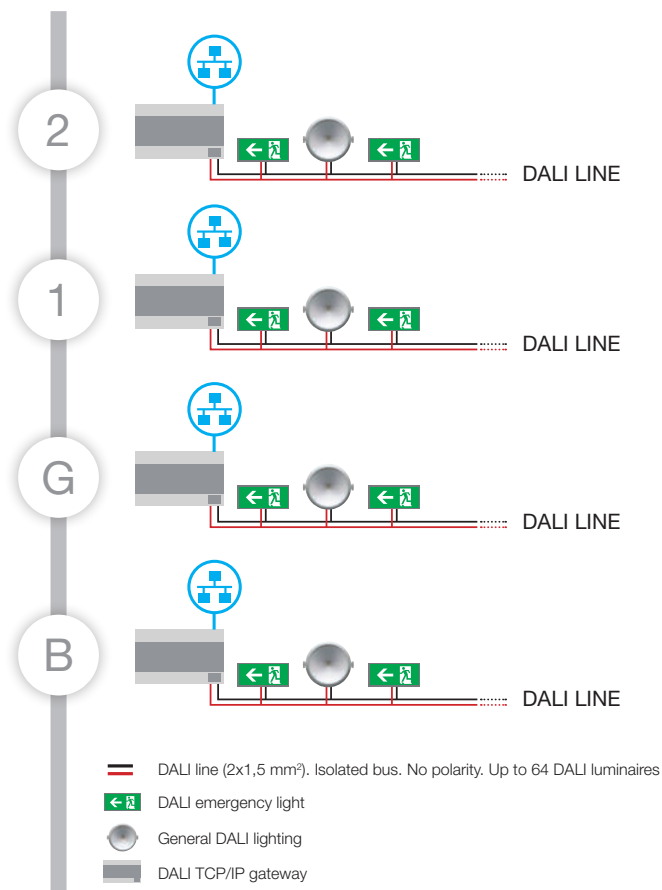 2
DALI LINE
1
DALI LINE
G
DALI LINE
B
DALI LINE
DALI line (2x1,5 mm²). Isolated bus. No polarity. Up to 64 DALI luminaires
DALI emergency light
General DALI lighting
DALI TCP/IP gateway